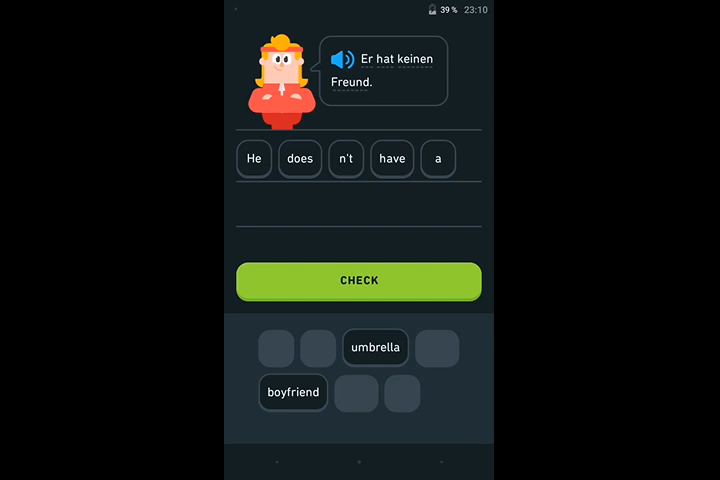 39 % 23:10
Er hat keinen
Freund.
He does n't have a
CHECK
umbrella
boyfriend